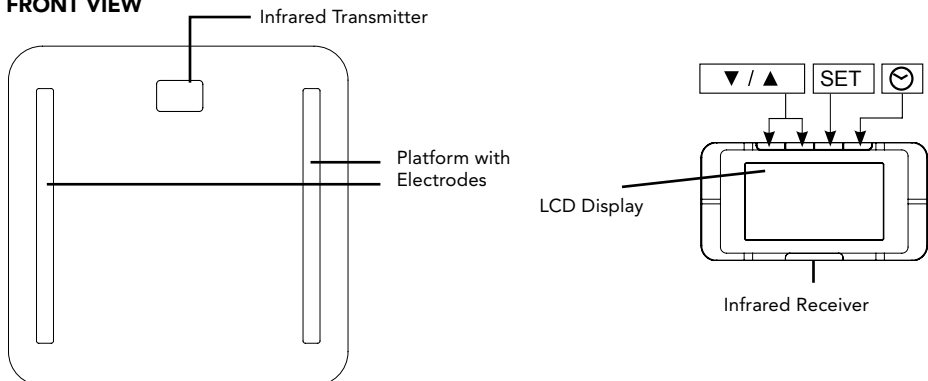 FRONT VIEW
Infrared Transmitter
▼ / ▲
SET
Platform with
Electrodes
LCD Display
Infrared Receiver